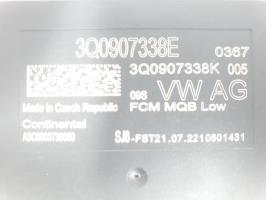 3Q0907338E 0367
3Q0907338K 005
09S VW AG
Made in Czech Republic
FCM MQB Low
Continental
A3C0903730060
SJ8-FST21.07.2210801431